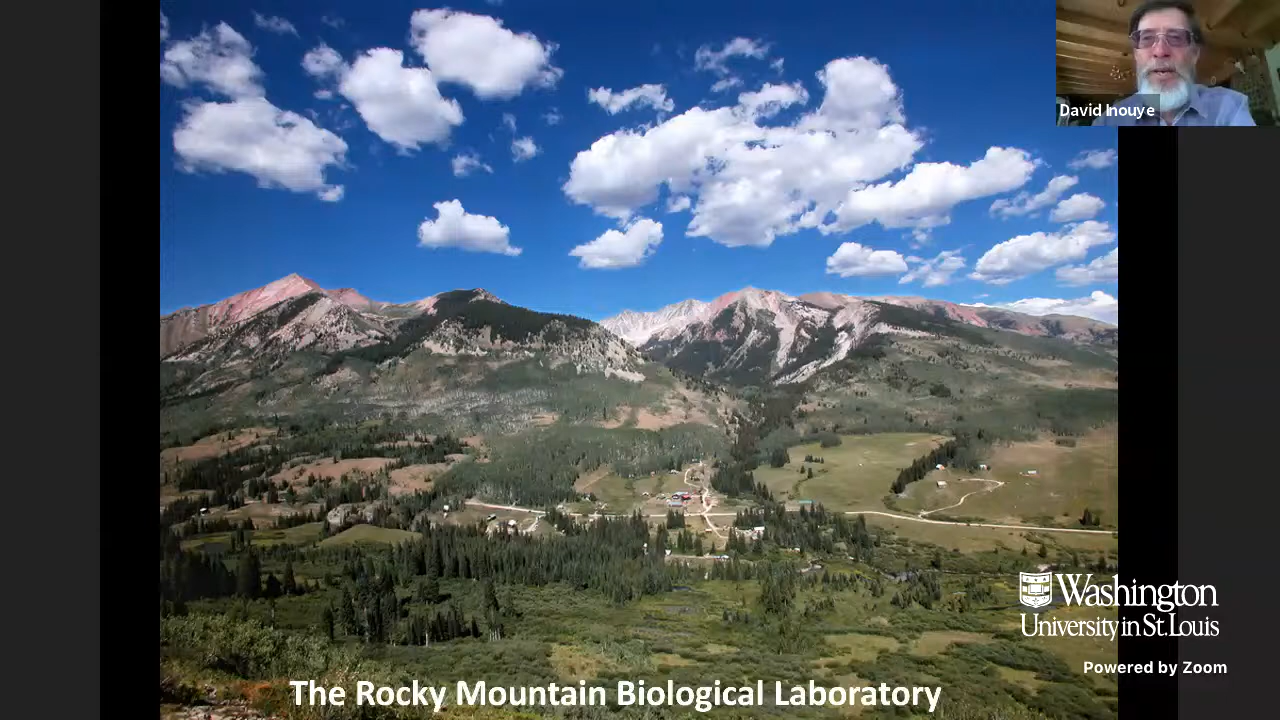 David Inouye
Washington
University in St. Louis
Powered by Zoom
The Rocky Mountain Biological Laboratory